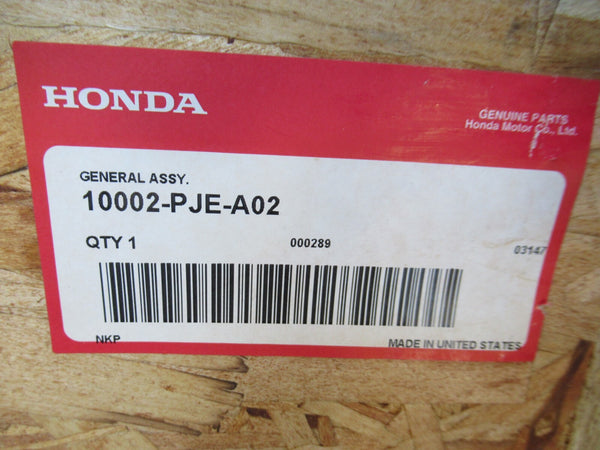 HONDA
GENUINE PARTS
Honda Motor Co., Ltd.
GENERAL ASSY.
10002-PJE-A02
QTY 1 000289 03147
NKP MADE IN UNITED STATES